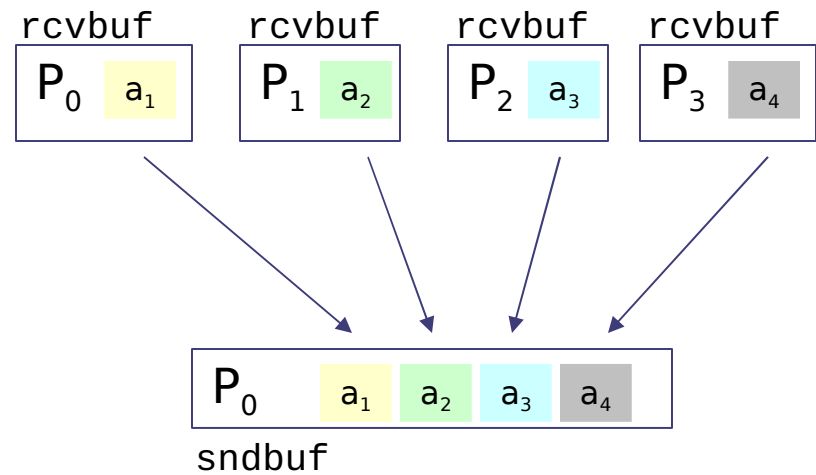 rcvbuf rcvbuf rcvbuf rcvbuf
P₀ a₁ P₁ a₂ P₂ a₃ P₃ a₄
P₀ a₁ a₂ a₃ a₄
sndbuf